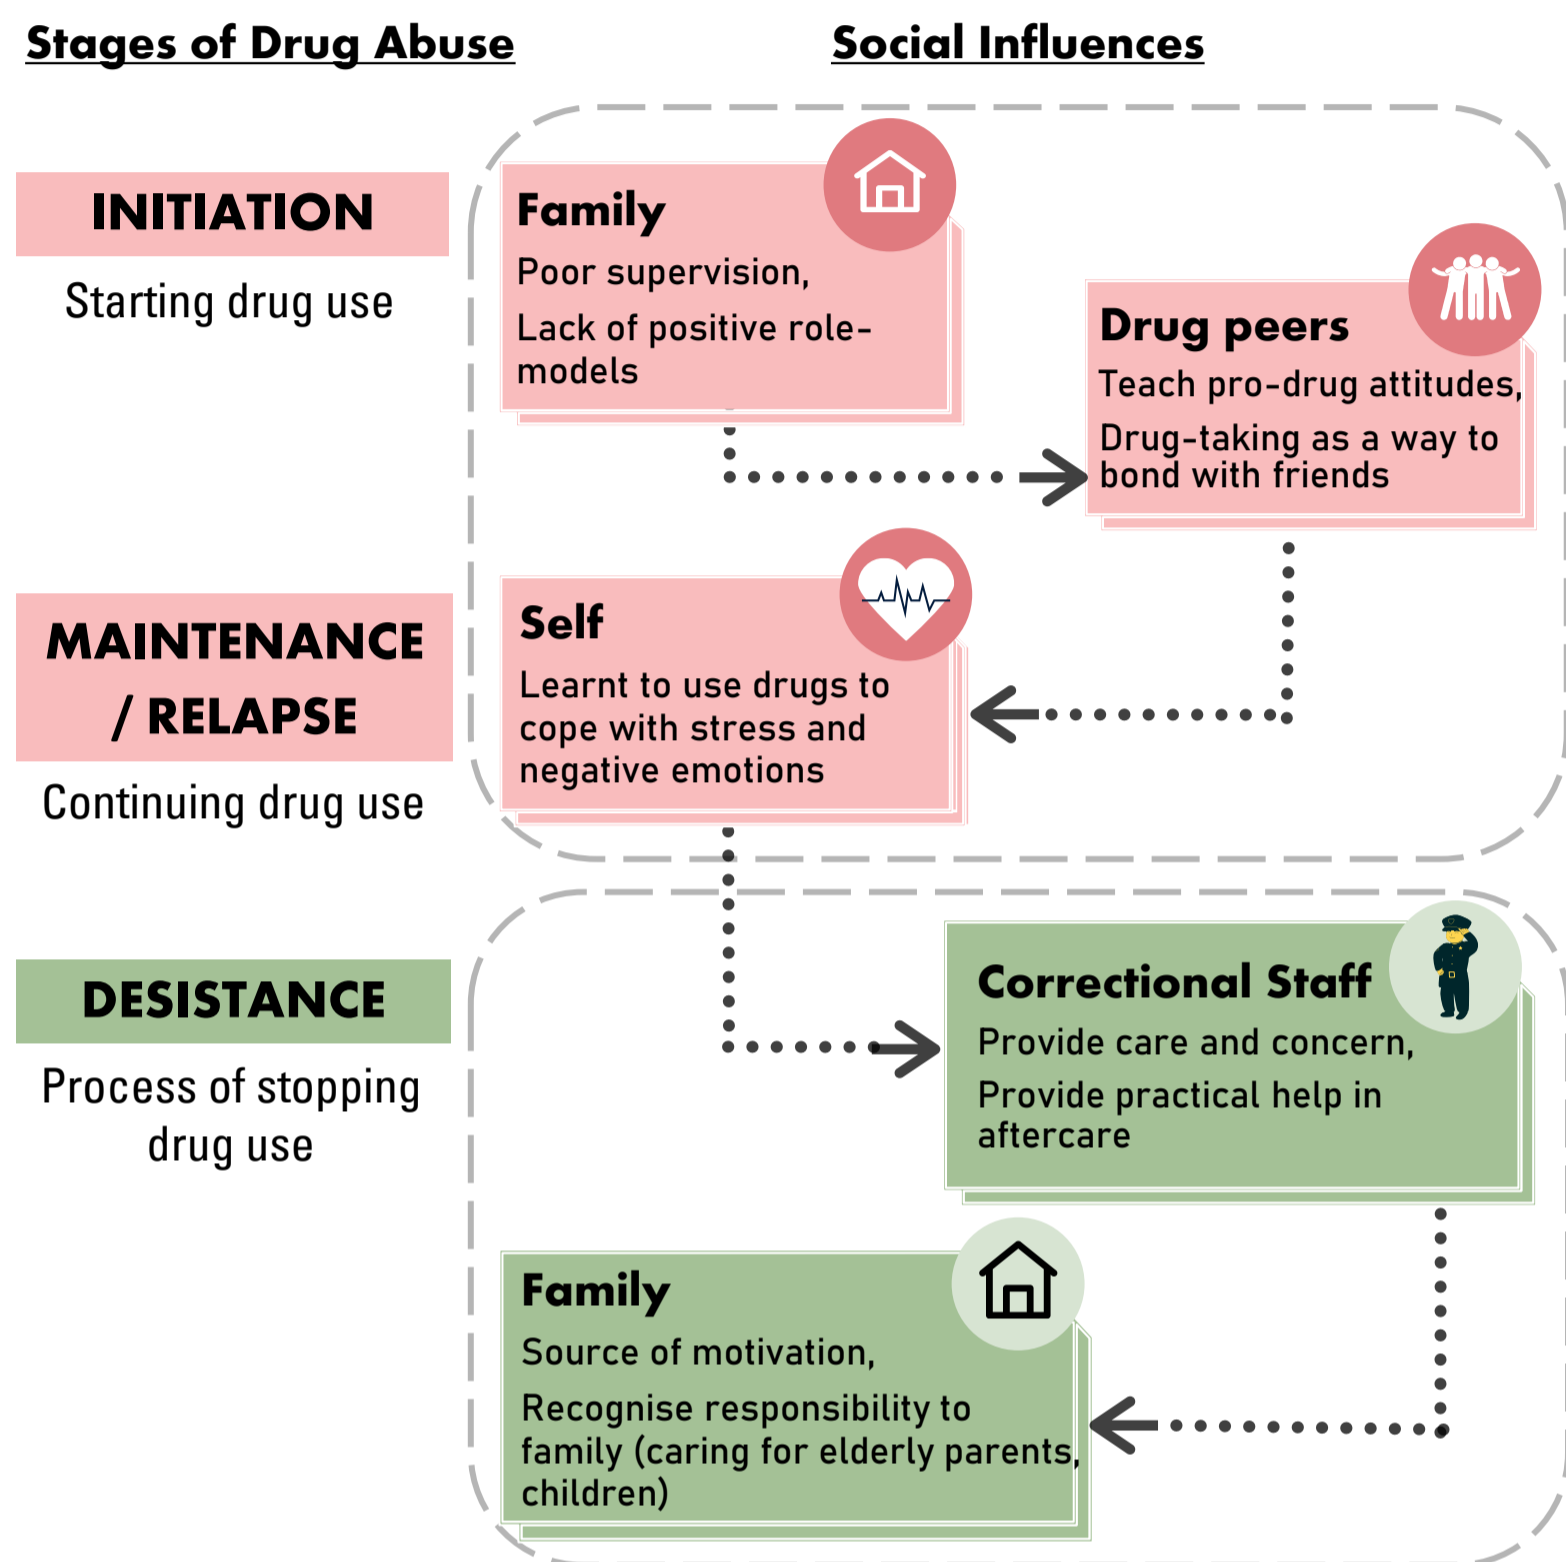 Stages of Drug Abuse
Social Influences
INITIATION
Starting drug use
Family
Poor supervision,
Lack of positive role-
models
Drug peers
Teach pro-drug attitudes,
Drug-taking as a way to
bond with friends
MAINTENANCE
/ RELAPSE
Continuing drug use
Self
Learnt to use drugs to
cope with stress and
negative emotions
DESISTANCE
Process of stopping
drug use
Correctional Staff
Provide care and concern,
Provide practical help in
aftercare
Family
Source of motivation,
Recognise responsibility to
family (caring for elderly parents,
children)